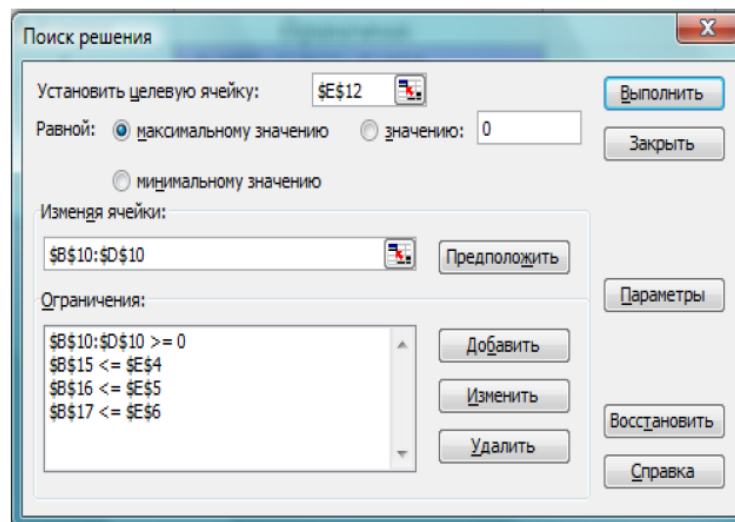 Поиск решения
Установить целевую ячейку: $E$12
Выполнить
Равной: максимальному значению значению: 0
Закрыть
минимальному значению
Изменяя ячейки:
$B$10:$D$10 Предположить
Ограничения:
Параметры
$B$10:$D$10 >= 0
$B$15 <= $E$4
$B$16 <= $E$5
$B$17 <= $E$6
Добавить
Изменить
Удалить
Восстановить
Справка